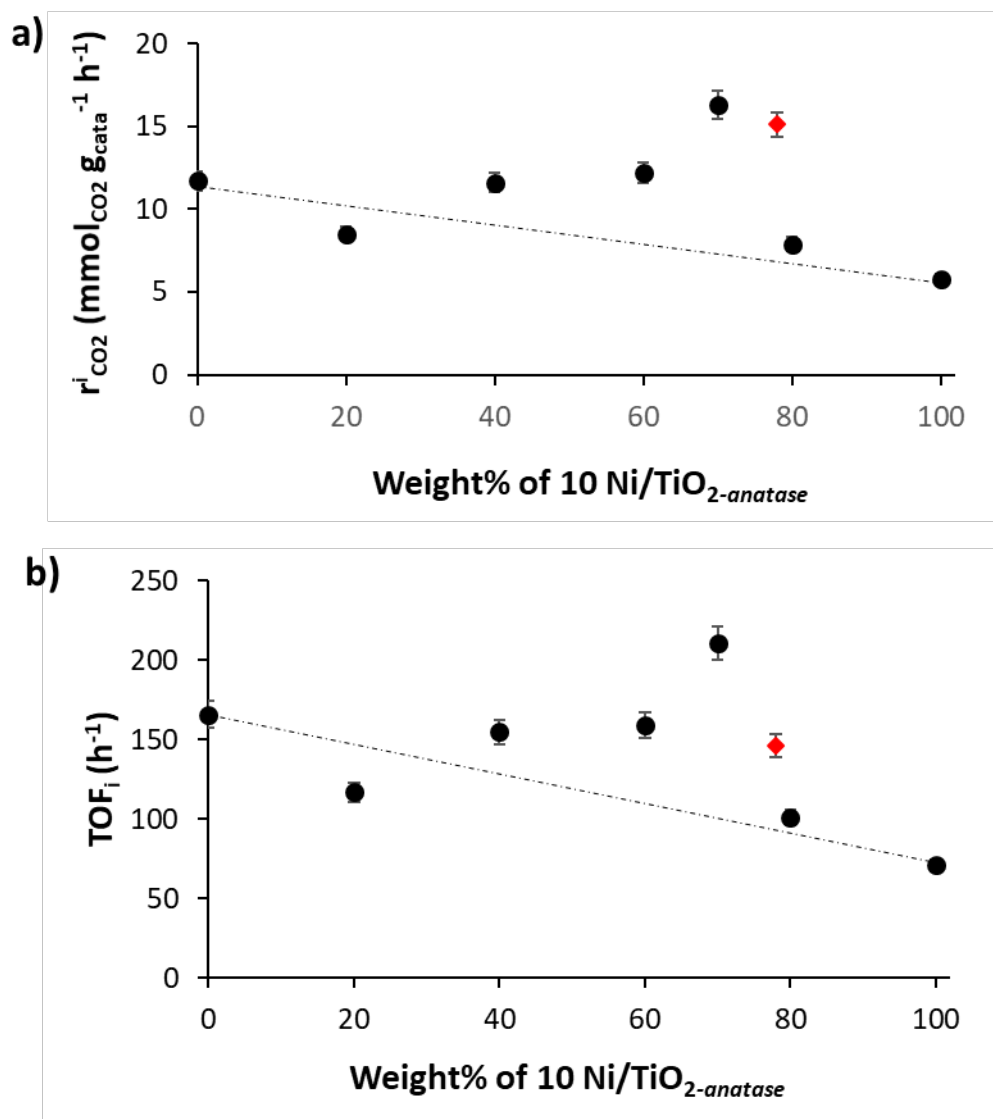 a)
r^i_CO2 (mmol_CO2 g_cata^-1 h^-1)
20
15
10
5
0
0 20 40 60 80 100
Weight% of 10 Ni/TiO_2-anatase
b)
TOF_i (h^-1)
250
200
150
100
50
0
0 20 40 60 80 100
Weight% of 10 Ni/TiO_2-anatase